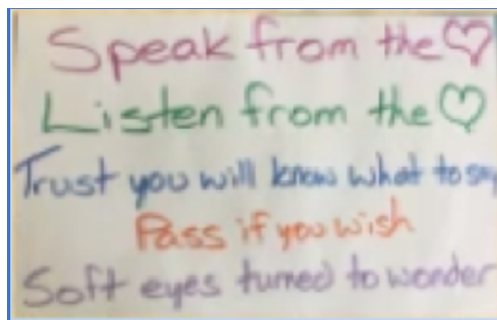 Speak from the ♡
Listen from the ♡
Trust you will know what to say
Pass if you wish
Soft eyes turned to wonder